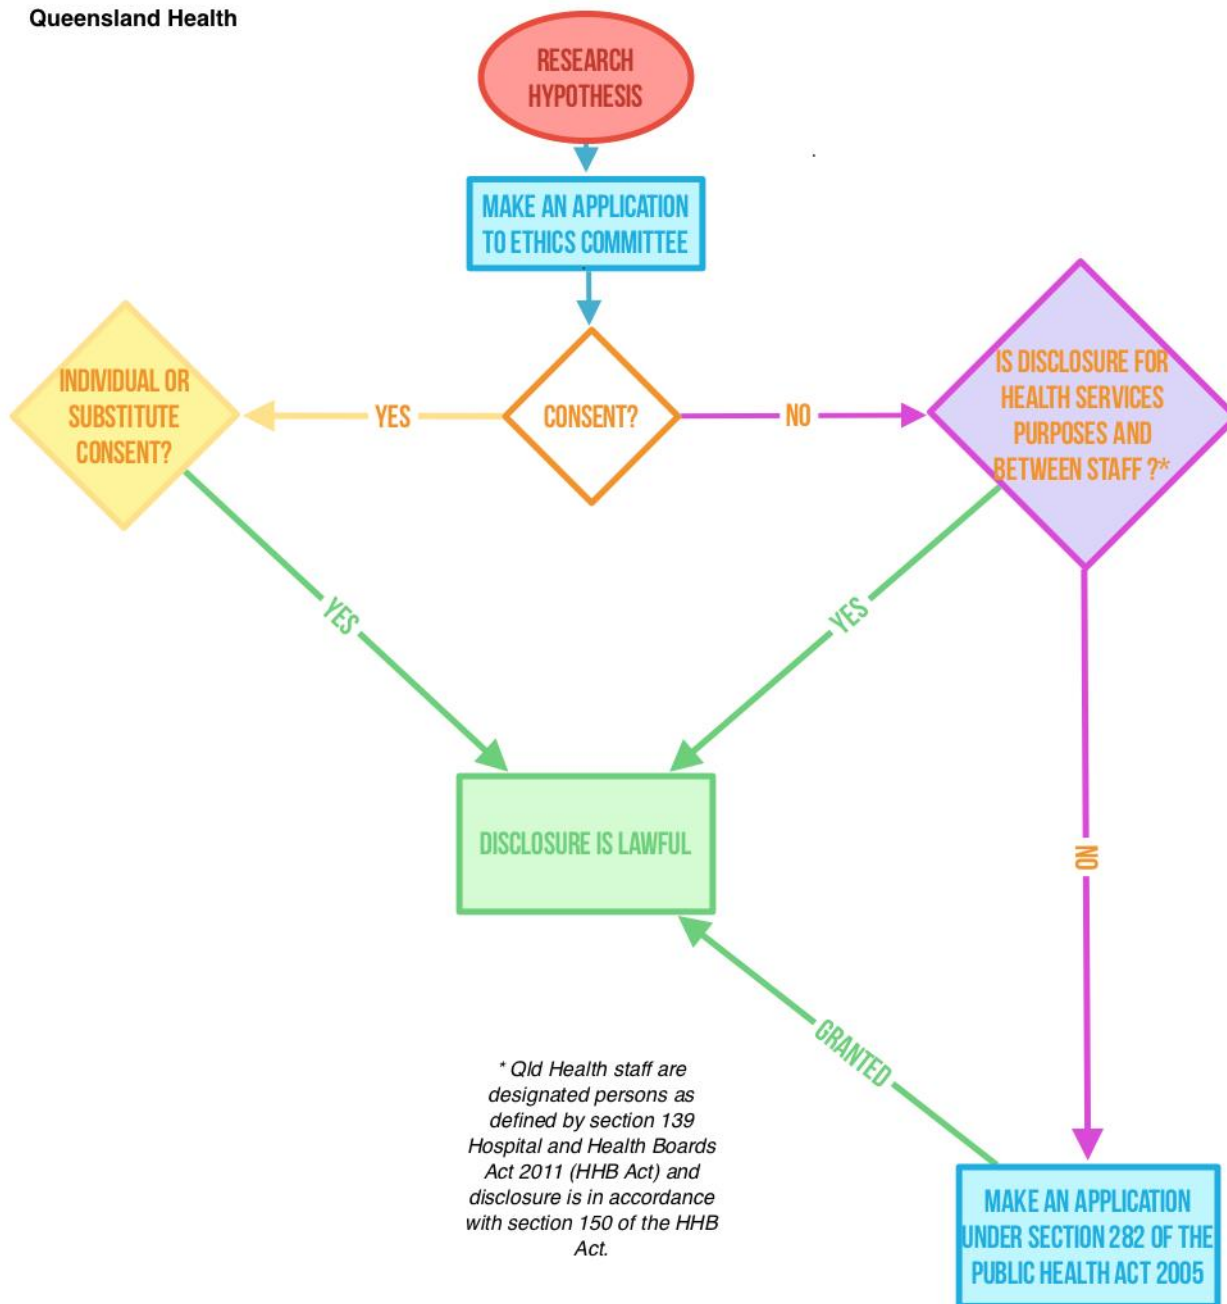 Queensland Health
RESEARCH
HYPOTHESIS
MAKE AN APPLICATION
TO ETHICS COMMITTEE
INDIVIDUAL OR
SUBSTITUTE
CONSENT?
YES
CONSENT?
NO
IS DISCLOSURE FOR
HEALTH SERVICES
PURPOSES AND
BETWEEN STAFF ?*
YES
YES
DISCLOSURE IS LAWFUL
NO
GRANTED
* Qld Health staff are
designated persons as
defined by section 139
Hospital and Health Boards
Act 2011 (HHB Act) and
disclosure is in accordance
with section 150 of the HHB
Act.
MAKE AN APPLICATION
UNDER SECTION 282 OF THE
PUBLIC HEALTH ACT 2005